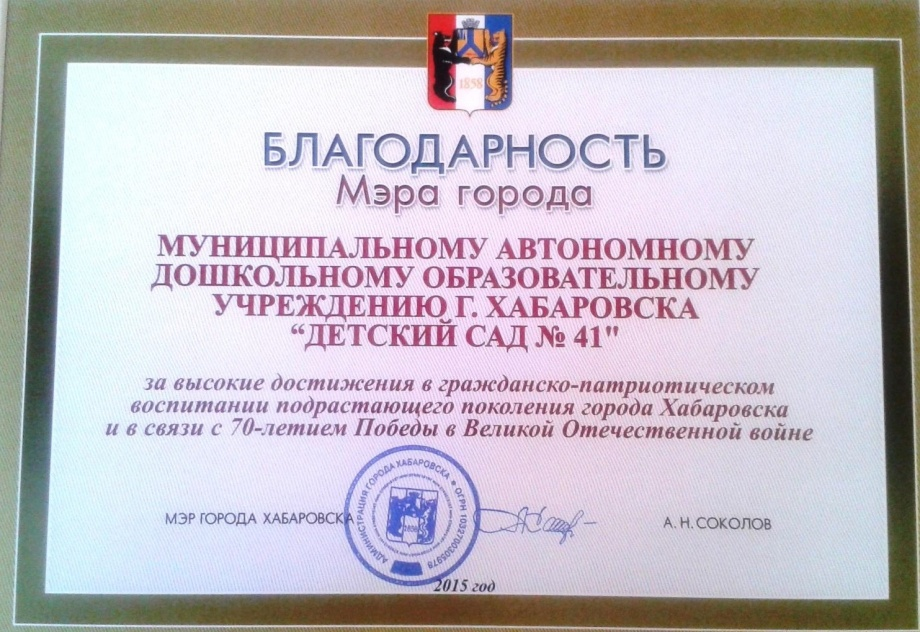 1858
БЛАГОДАРНОСТЬ
Мэра города
МУНИЦИПАЛЬНОМУ АВТОНОМНОМУ
ДОШКОЛЬНОМУ ОБРАЗОВАТЕЛЬНОМУ
УЧРЕЖДЕНИЮ Г. ХАБАРОВСКА
“ДЕТСКИЙ САД № 41"
за высокие достижения в гражданско-патриотическом
воспитании подрастающего поколения города Хабаровска
и в связи с 70-летием Победы в Великой Отечественной войне
МЭР ГОРОДА ХАБАРОВСКА
АДМИНИСТРАЦИЯ ГОРОДА ХАБАРОВСКА * ОГРН 1032700305978
А. Н. СОКОЛОВ
2015 год